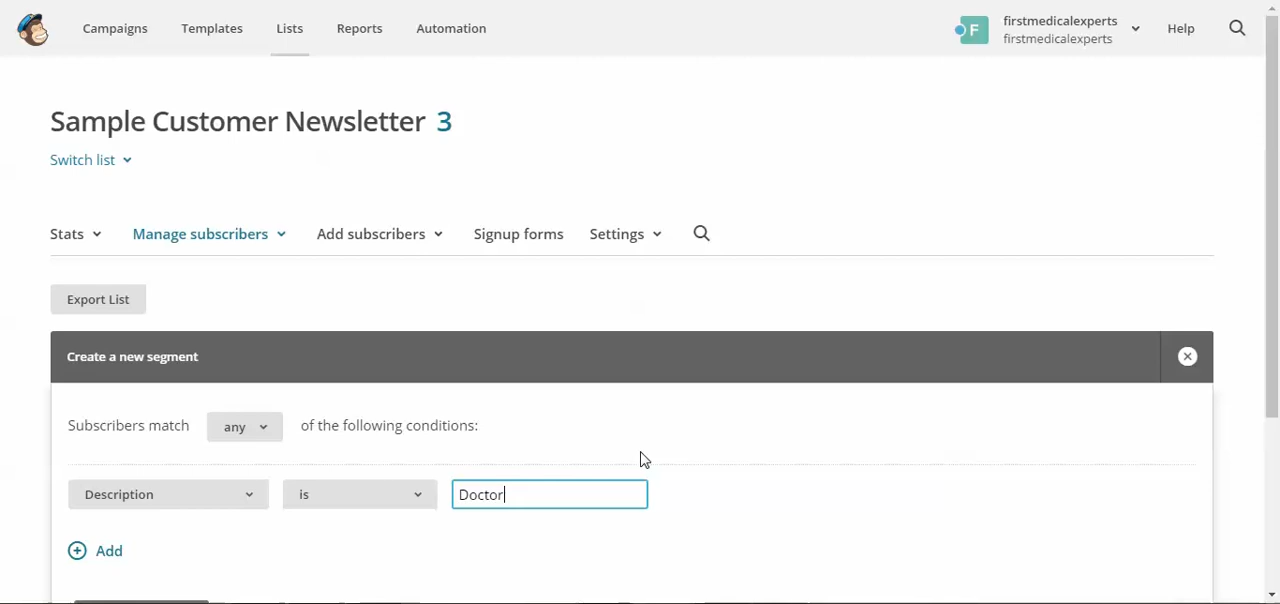 Campaigns Templates Lists Reports Automation firstmedicalexperts Help
F firstmedicalexperts
Sample Customer Newsletter 3
Switch list
Stats Manage subscribers Add subscribers Signup forms Settings
Export List
Create a new segment
Subscribers match any of the following conditions:
Description is Doctor
Add